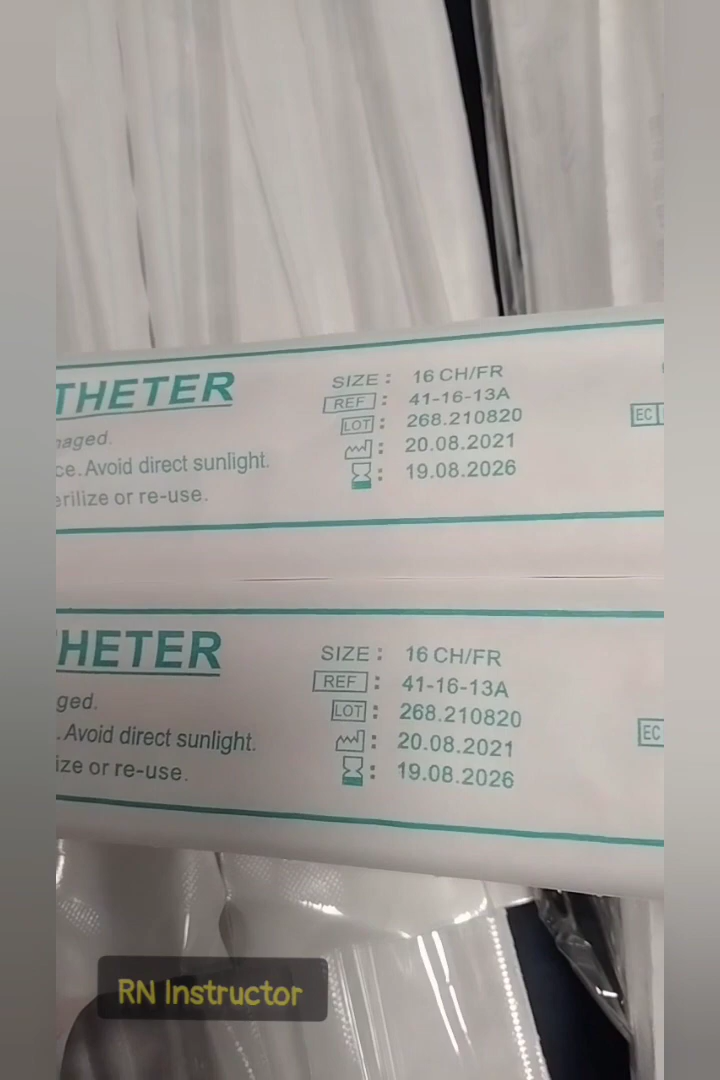 THETER
maged.
ce. Avoid direct sunlight.
erilize or re-use.
SIZE : 16 CH/FR
REF : 41-16-13A
LOT : 268.210820
: 20.08.2021
: 19.08.2026
EC
HETER
ged.
. Avoid direct sunlight.
ize or re-use.
SIZE : 16 CH/FR
REF : 41-16-13A
LOT : 268.210820
: 20.08.2021
: 19.08.2026
EC
RN Instructor